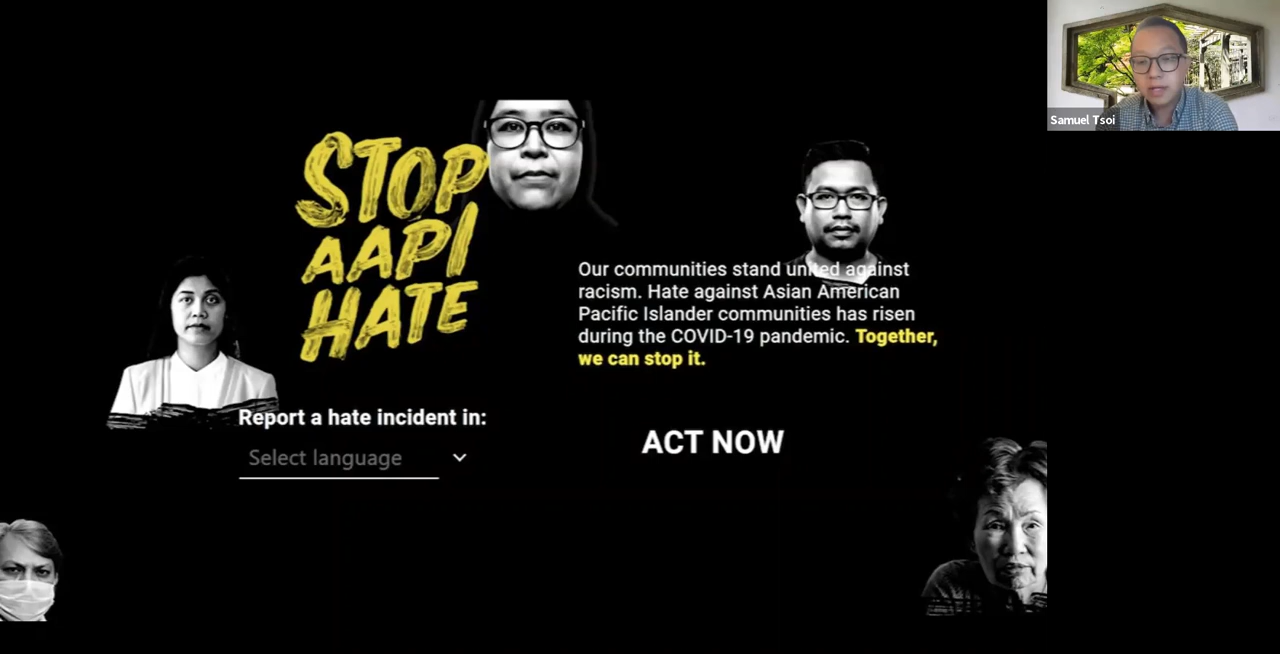 STOP
AAPI
HATE
Our communities stand united against
racism. Hate against Asian American
Pacific Islander communities has risen
during the COVID-19 pandemic. Together,
we can stop it.
Report a hate incident in:
Select language
ACT NOW
Samuel Tsoi